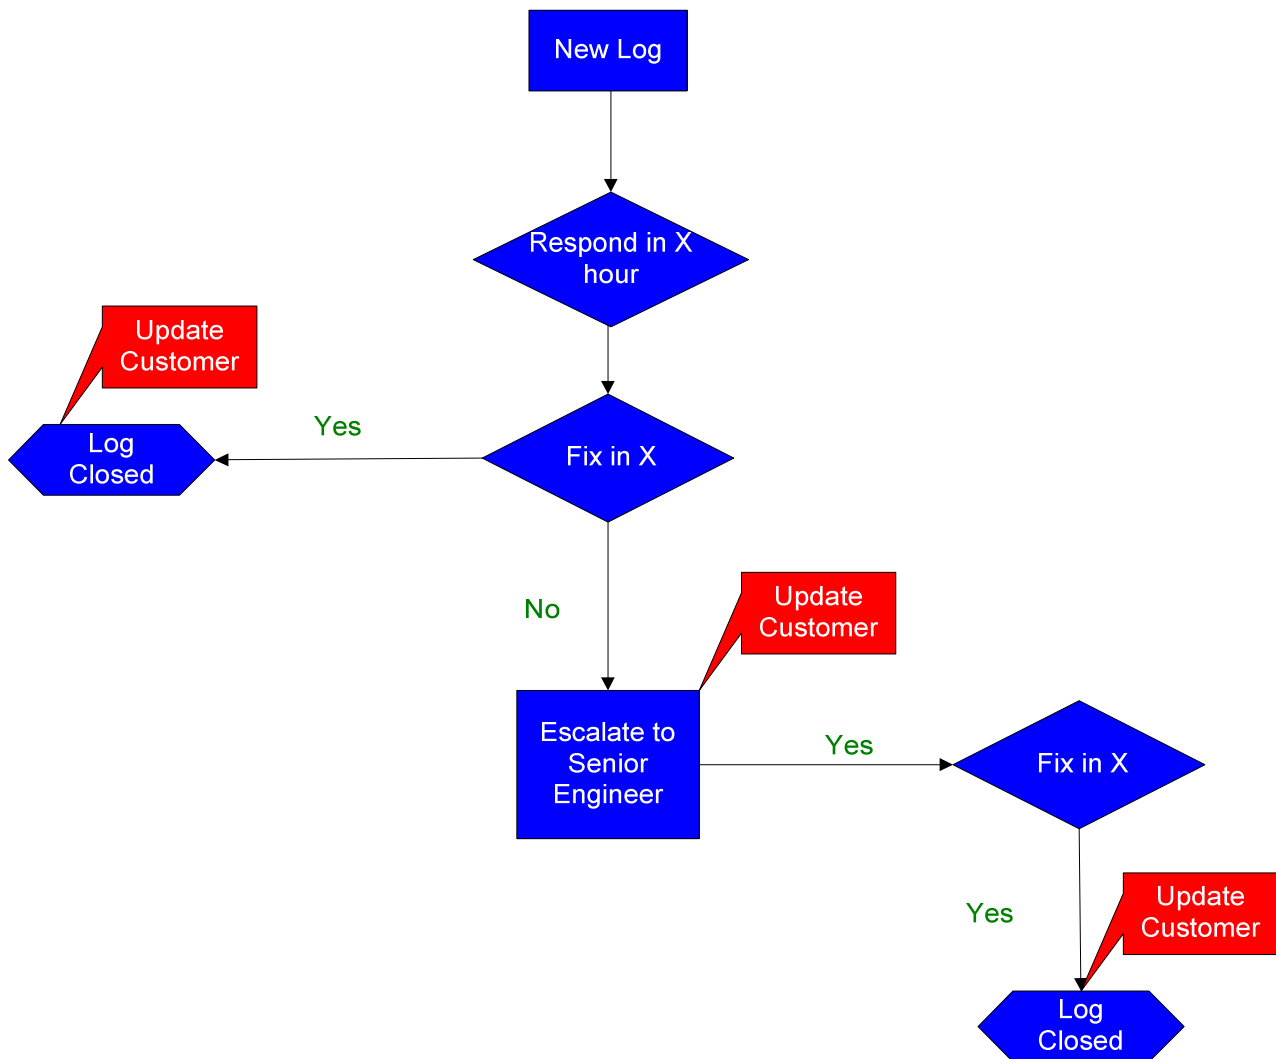 New Log
Respond in X
hour
Update
Customer
Yes
Log
Closed
Fix in X
No
Update
Customer
Escalate to
Senior
Engineer
Yes
Fix in X
Yes
Update
Customer
Log
Closed